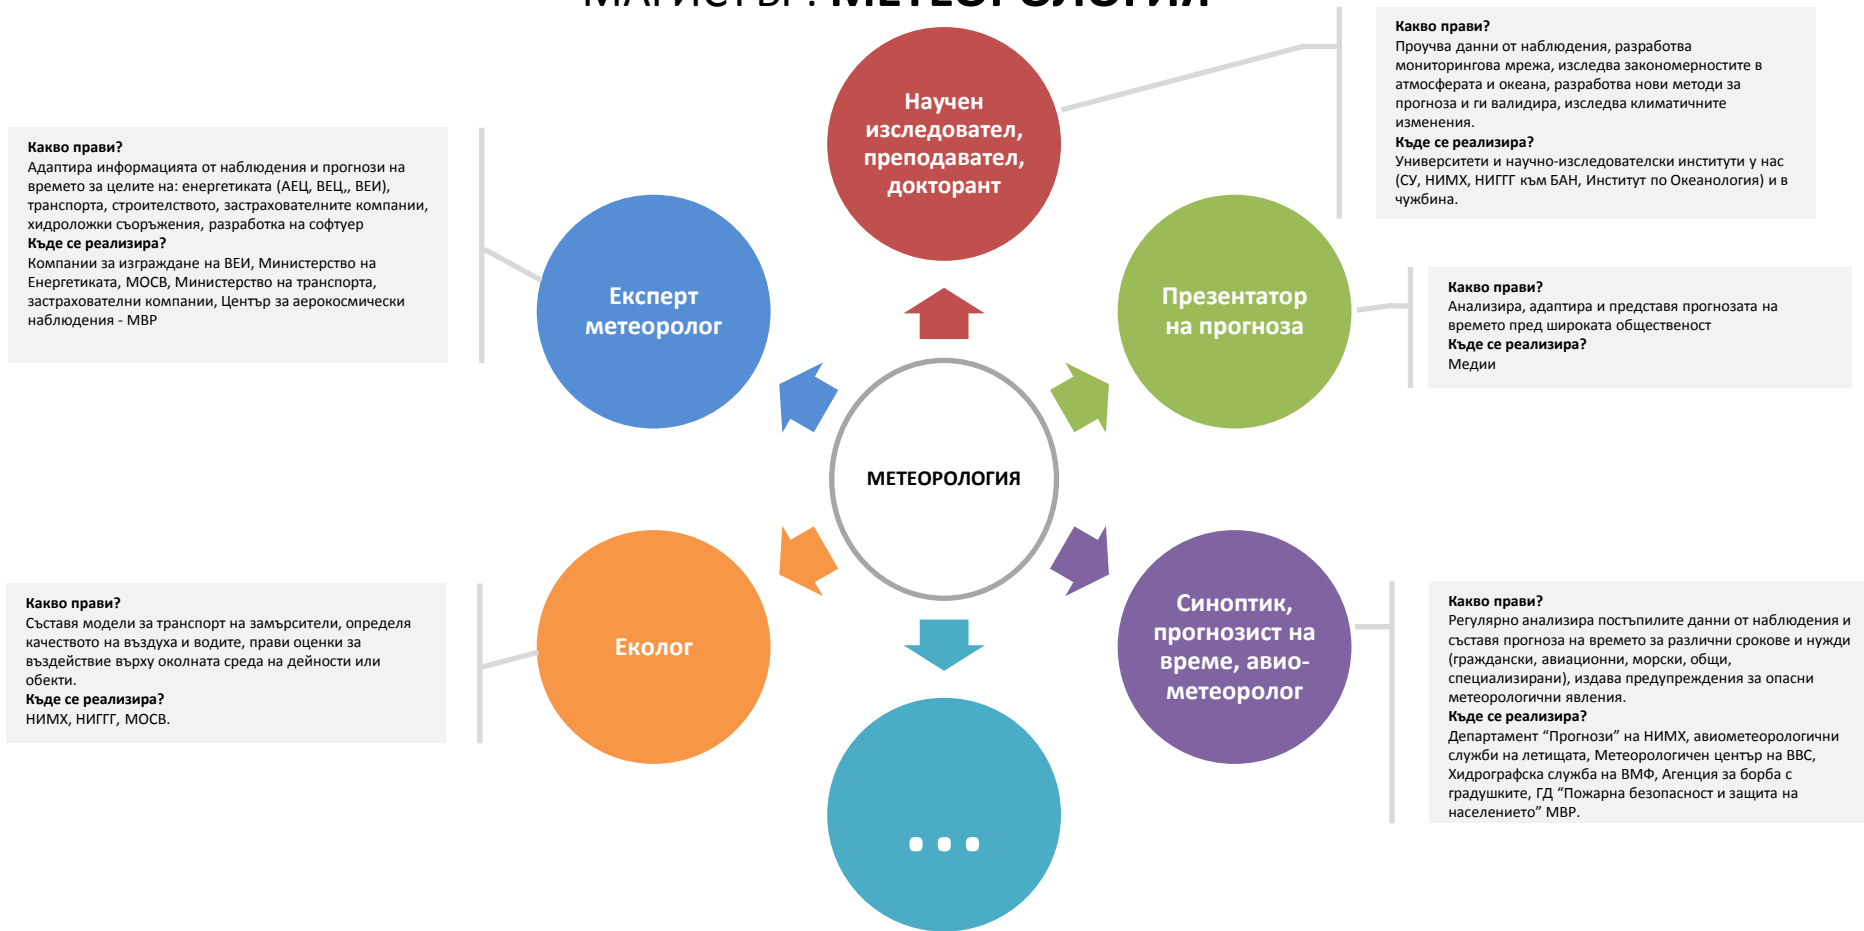 МАГИСТЪР: МЕТЕОРОЛОГИЯ
Какво прави?
Проучва данни от наблюдения, разработва
мониторингова мрежа, изследва закономерностите в
атмосферата и океана, разработва нови методи за
прогноза и ги валидира, изследва климатичните
изменения.
Къде се реализира?
Университети и научно-изследователски институти у нас
(СУ, НИМХ, НИГГГ към БАН, Институт по Океанология) и в
чужбина.
Научен
изследовател,
преподавател,
докторант
Какво прави?
Адаптира информацията от наблюдения и прогнози на
времето за целите на: енергетиката (АЕЦ, ВЕЦ,, ВЕИ),
транспорта, строителството, застрахователните компании,
хидроложки съоръжения, разработка на софтуер
Къде се реализира?
Компании за изграждане на ВЕИ, Министерство на
Енергетиката, МОСВ, Министерство на транспорта,
застрахователни компании, Център за аерокосмически
наблюдения - МВР
Експерт
метеоролог
Презентатор
на прогноза
Какво прави?
Анализира, адаптира и представя прогнозата на
времето пред широката общественост
Къде се реализира?
Медии
МЕТЕОРОЛОГИЯ
Какво прави?
Съставя модели за транспорт на замърсители, определя
качеството на въздуха и водите, прави оценки за
въздействие върху околната среда на дейности или
обекти.
Къде се реализира?
НИМХ, НИГГГ, МОСВ.
Еколог
Синоптик,
прогнозист на
време, авио-
метеоролог
Какво прави?
Регулярно анализира постъпилите данни от наблюдения и
съставя прогноза на времето за различни срокове и нужди
(граждански, авиационни, морски, общи,
специализирани), издава предупреждения за опасни
метеорологични явления.
Къде се реализира?
Департамент “Прогнози” на НИМХ, авиометеорологични
служби на летищата, Метеорологичен център на ВВС,
Хидрографска служба на ВМФ, Агенция за борба с
градушките, ГД “Пожарна безопасност и защита на
населението” МВР.
...